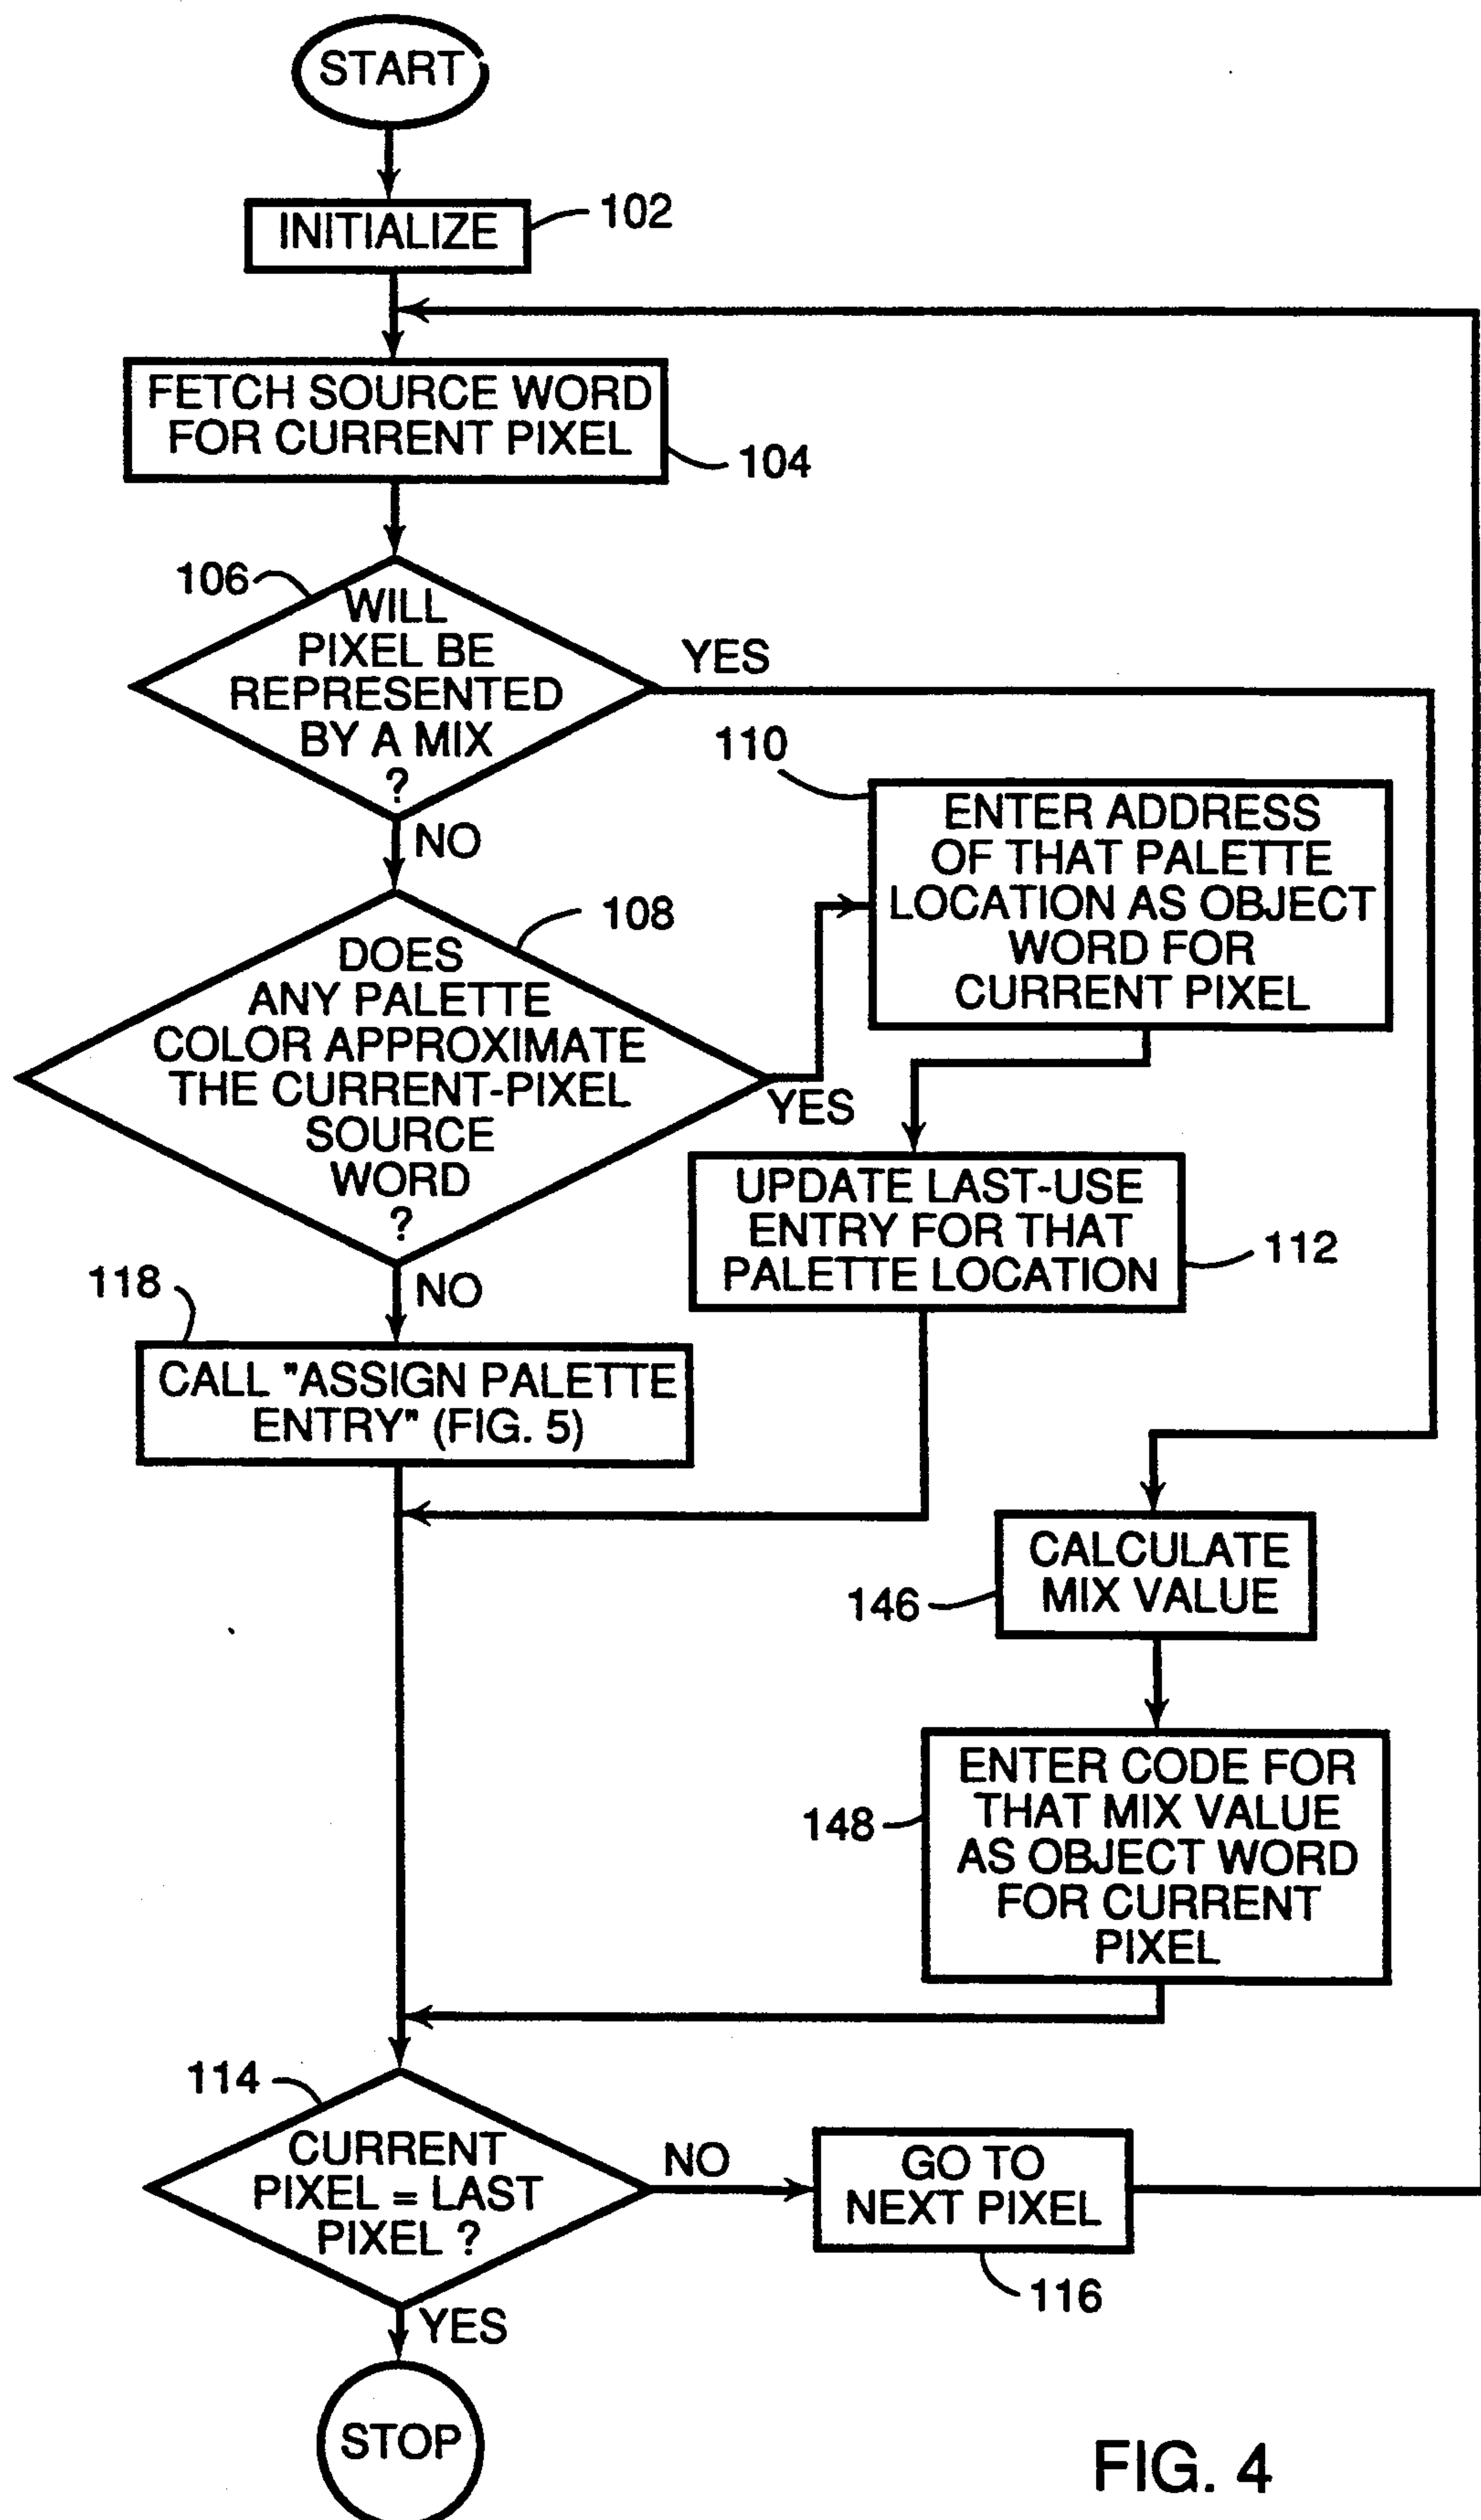 START
INITIALIZE
102
FETCH SOURCE WORD
FOR CURRENT PIXEL
104
106
WILL
PIXEL BE
REPRESENTED
BY A MIX
?
YES
NO
110
ENTER ADDRESS
OF THAT PALETTE
LOCATION AS OBJECT
WORD FOR
CURRENT PIXEL
108
DOES
ANY PALETTE
COLOR APPROXIMATE
THE CURRENT-PIXEL
SOURCE
WORD
?
YES
NO
UPDATE LAST-USE
ENTRY FOR THAT
PALETTE LOCATION
112
118
CALL "ASSIGN PALETTE
ENTRY" (FIG. 5)
CALCULATE
MIX VALUE
146
ENTER CODE FOR
THAT MIX VALUE
AS OBJECT WORD
FOR CURRENT
PIXEL
148
114
CURRENT
PIXEL = LAST
PIXEL ?
NO
GO TO
NEXT PIXEL
116
YES
STOP
FIG. 4